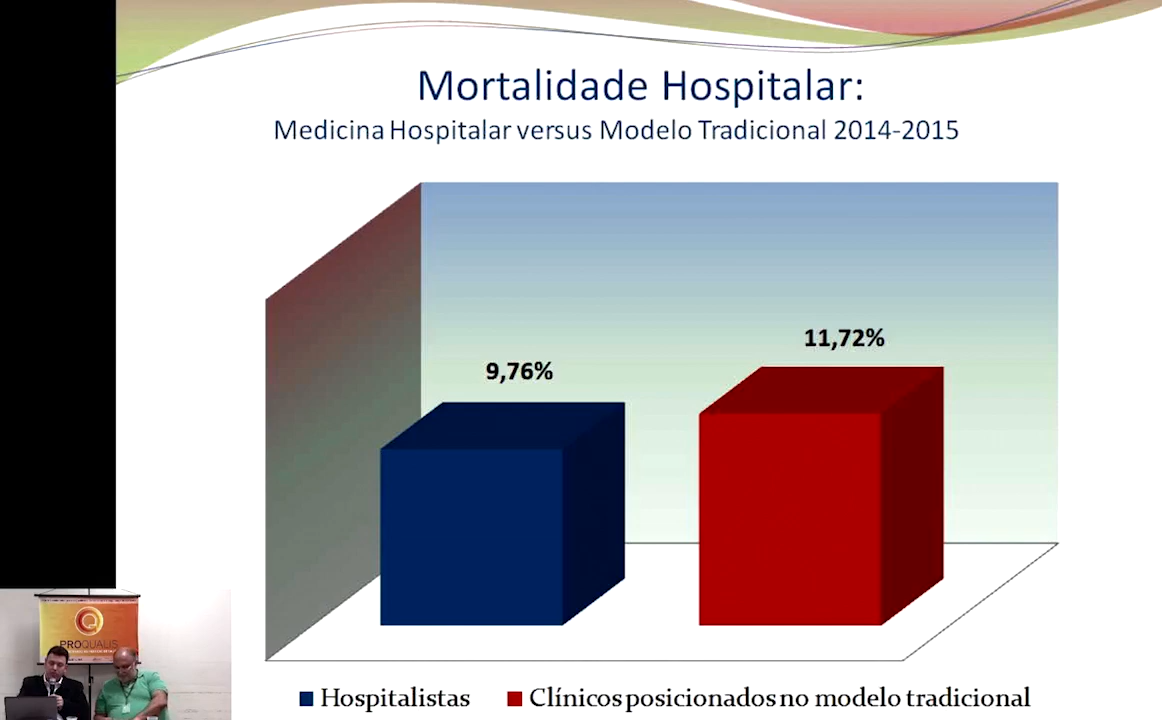 Mortalidade Hospitalar:
Medicina Hospitalar versus Modelo Tradicional 2014-2015
11,72%
9,76%
Hospitalistas
Clínicos posicionados no modelo tradicional
PROQUALIS